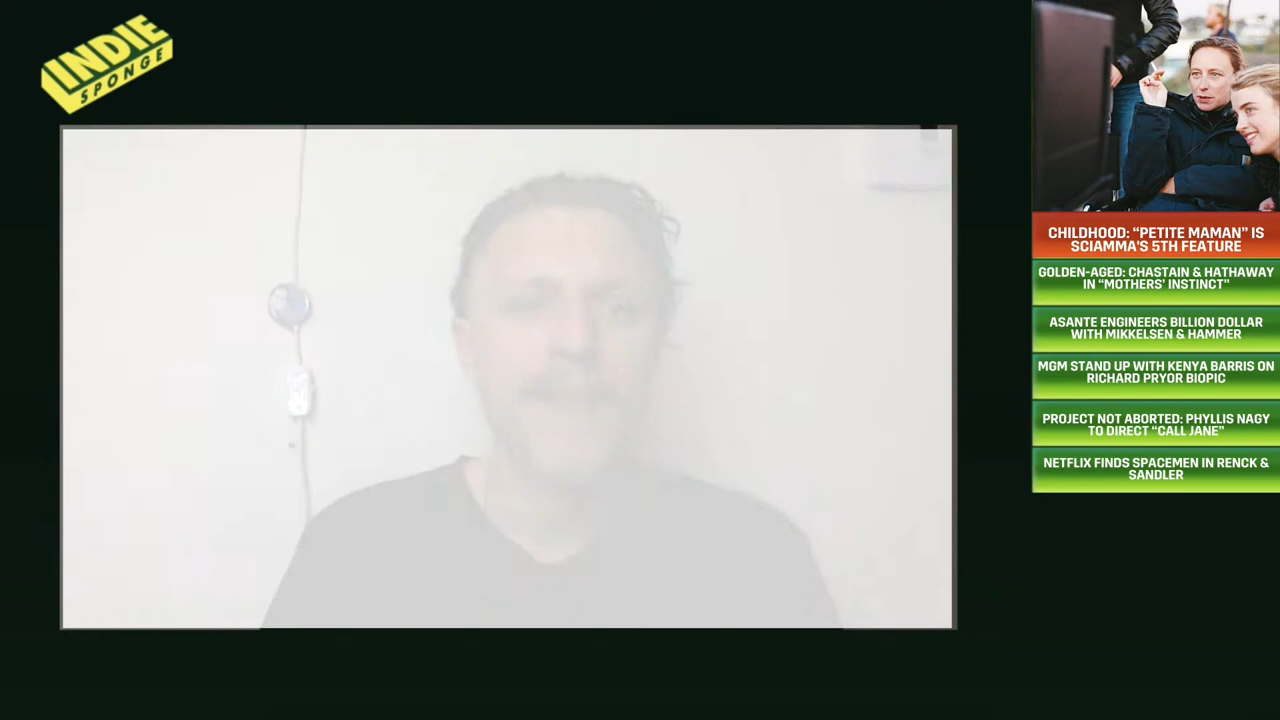 INDIE
SPONGE
CHILDHOOD: “PETITE MAMAN” IS
SCIAMMA'S 5TH FEATURE
GOLDEN-AGED: CHASTAIN & HATHAWAY
IN “MOTHERS’ INSTINCT”
ASANTE ENGINEERS BILLION DOLLAR
WITH MIKKELSEN & HAMMER
MGM STAND UP WITH KENYA BARRIS ON
RICHARD PRYOR BIOPIC
PROJECT NOT ABORTED: PHYLLIS NAGY
TO DIRECT “CALL JANE”
NETFLIX FINDS SPACEMEN IN RENCK &
SANDLER